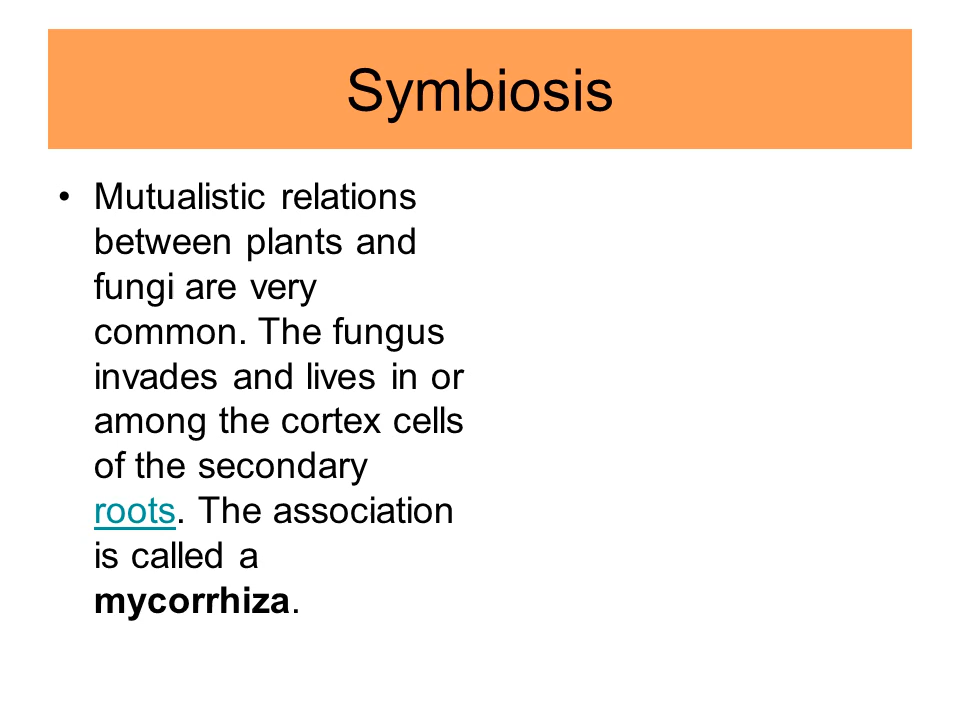 Symbiosis
• Mutualistic relations
between plants and
fungi are very
common. The fungus
invades and lives in or
among the cortex cells
of the secondary
roots. The association
is called a
mycorrhiza.